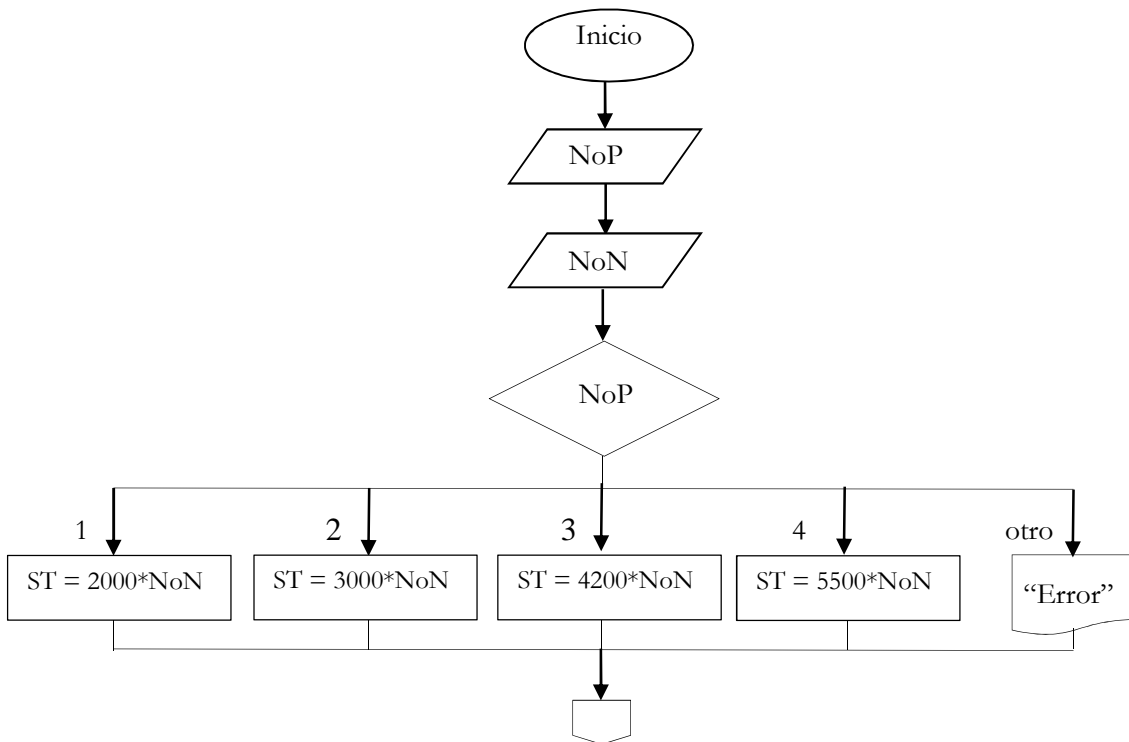 Inicio
NoP
NoN
NoP
1
2
3
4
otro
ST = 2000*NoN
ST = 3000*NoN
ST = 4200*NoN
ST = 5500*NoN
“Error”